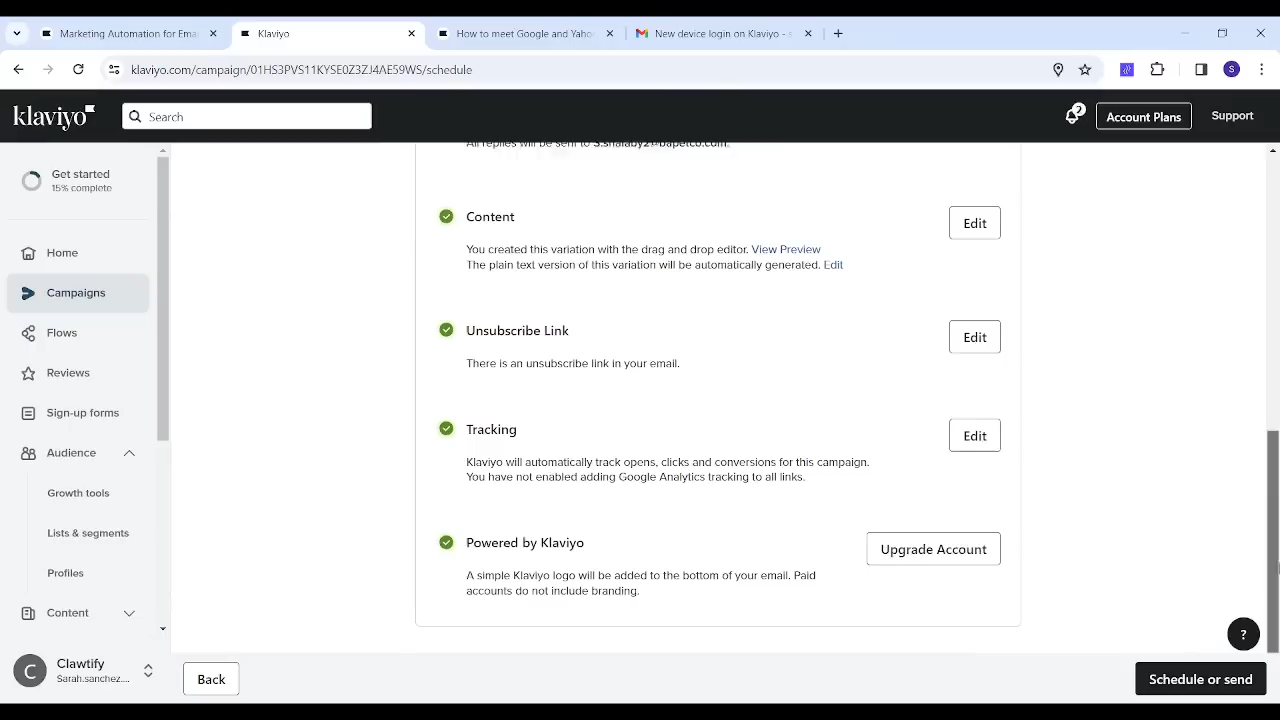 Marketing Automation for Ema
Klaviyo
How to meet Google and Yaho
New device login on Klaviyo - s
klaviyo.com/campaign/01HS3PVS11KYSE0Z3ZJ4AE59WS/schedule
S
klaviyo
Search
2
Account Plans
Support
Get started
15% complete
Home
Campaigns
Flows
Reviews
Sign-up forms
Audience
Growth tools
Lists & segments
Profiles
Content
C
Clawtify
Sarah.sanchez....
All replies will be sent to S.shalaby2@bapetco.com.
Content
Edit
You created this variation with the drag and drop editor. View Preview
The plain text version of this variation will be automatically generated. Edit
Unsubscribe Link
Edit
There is an unsubscribe link in your email.
Tracking
Edit
Klaviyo will automatically track opens, clicks and conversions for this campaign.
You have not enabled adding Google Analytics tracking to all links.
Powered by Klaviyo
Upgrade Account
A simple Klaviyo logo will be added to the bottom of your email. Paid
accounts do not include branding.
?
Back
Schedule or send